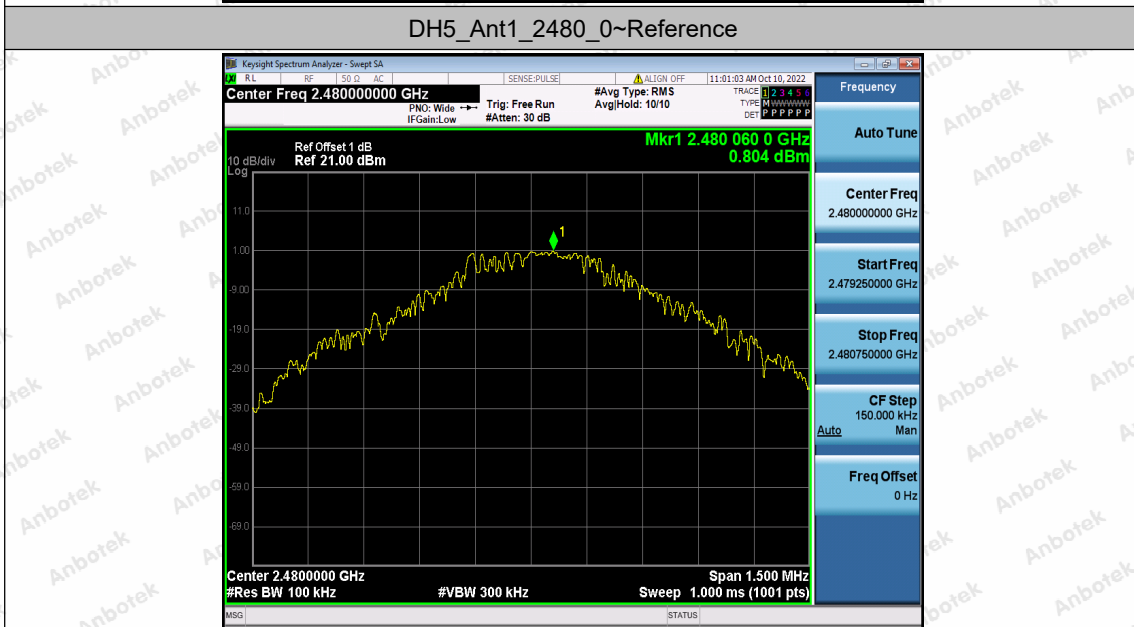 DH5_Ant1_2480_0~Reference
Keysight Spectrum Analyzer - Swept SA
LXI RL RF 50 Ω AC SENSE:PULSE ALIGN OFF 11:01:03 AM Oct 10, 2022
Center Freq 2.480000000 GHz
PNO: Wide
IFGain:Low
Trig: Free Run
#Atten: 30 dB
#Avg Type: RMS
Avg|Hold: 10/10
TRACE 1 2 3 4 5 6
TYPE M W W W W W
DET P P P P P P
Mkr1 2.480 060 0 GHz
0.804 dBm
Ref Offset 1 dB
10 dB/div Ref 21.00 dBm
Log
11.0
1.00
-9.00
-19.0
-29.0
-39.0
-49.0
-59.0
-69.0
1
Center 2.4800000 GHz Span 1.500 MHz
#Res BW 100 kHz #VBW 300 kHz Sweep 1.000 ms (1001 pts)
MSG STATUS
Frequency
Auto Tune
Center Freq
2.480000000 GHz
Start Freq
2.479250000 GHz
Stop Freq
2.480750000 GHz
CF Step
150.000 kHz
Auto Man
Freq Offset
0 Hz
Anbotek